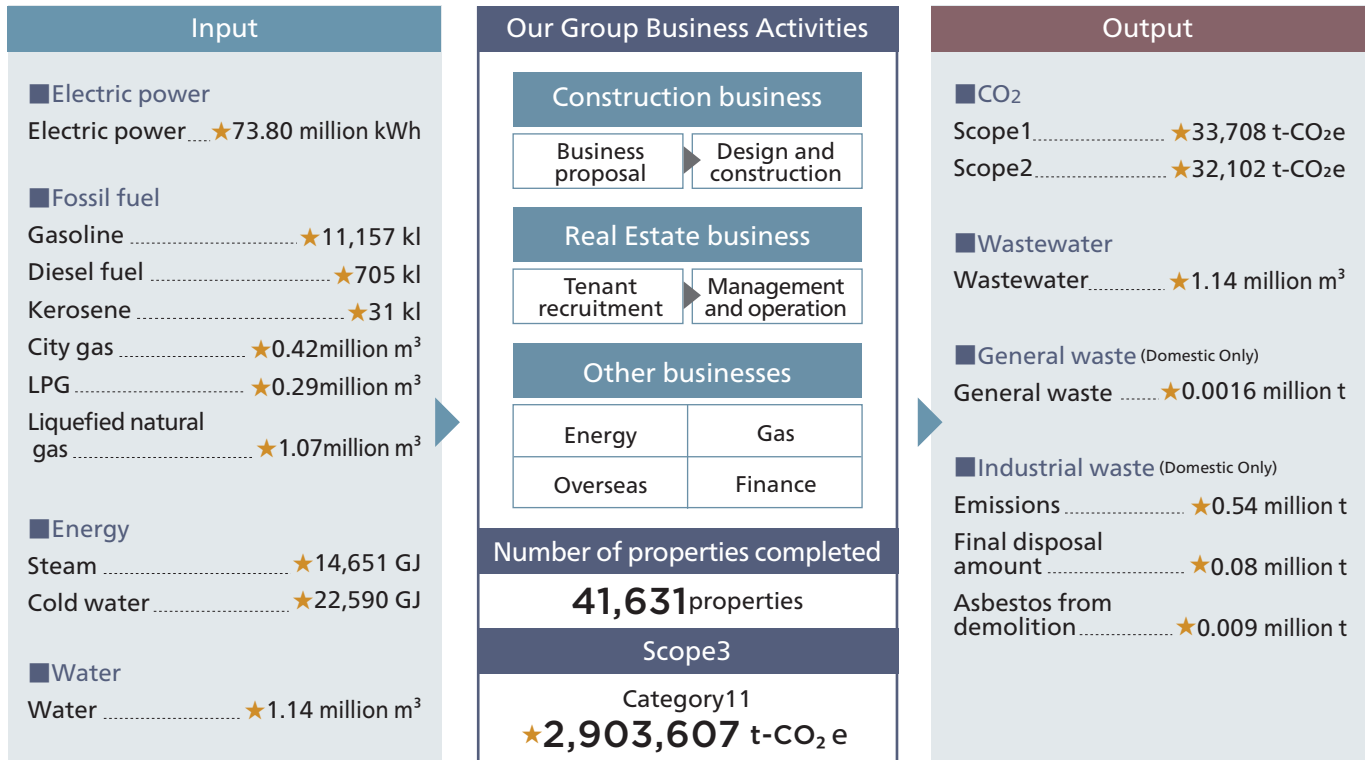 Input
■Electric power
Electric power ★73.80 million kWh
■Fossil fuel
Gasoline ★11,157 kl
Diesel fuel ★705 kl
Kerosene ★31 kl
City gas ★0.42million m³
LPG ★0.29million m³
Liquefied natural
gas ★1.07million m³
■Energy
Steam ★14,651 GJ
Cold water ★22,590 GJ
■Water
Water ★1.14 million m³
Our Group Business Activities
Construction business
Business
proposal
Design and
construction
Real Estate business
Tenant
recruitment
Management
and operation
Other businesses
Energy
Gas
Overseas
Finance
Number of properties completed
41,631properties
Scope3
Category11
★2,903,607 t-CO₂ e
Output
■CO₂
Scope1 ★33,708 t-CO₂e
Scope2 ★32,102 t-CO₂e
■Wastewater
Wastewater ★1.14 million m³
■General waste (Domestic Only)
General waste ★0.0016 million t
■Industrial waste (Domestic Only)
Emissions ★0.54 million t
Final disposal
amount ★0.08 million t
Asbestos from
demolition ★0.009 million t